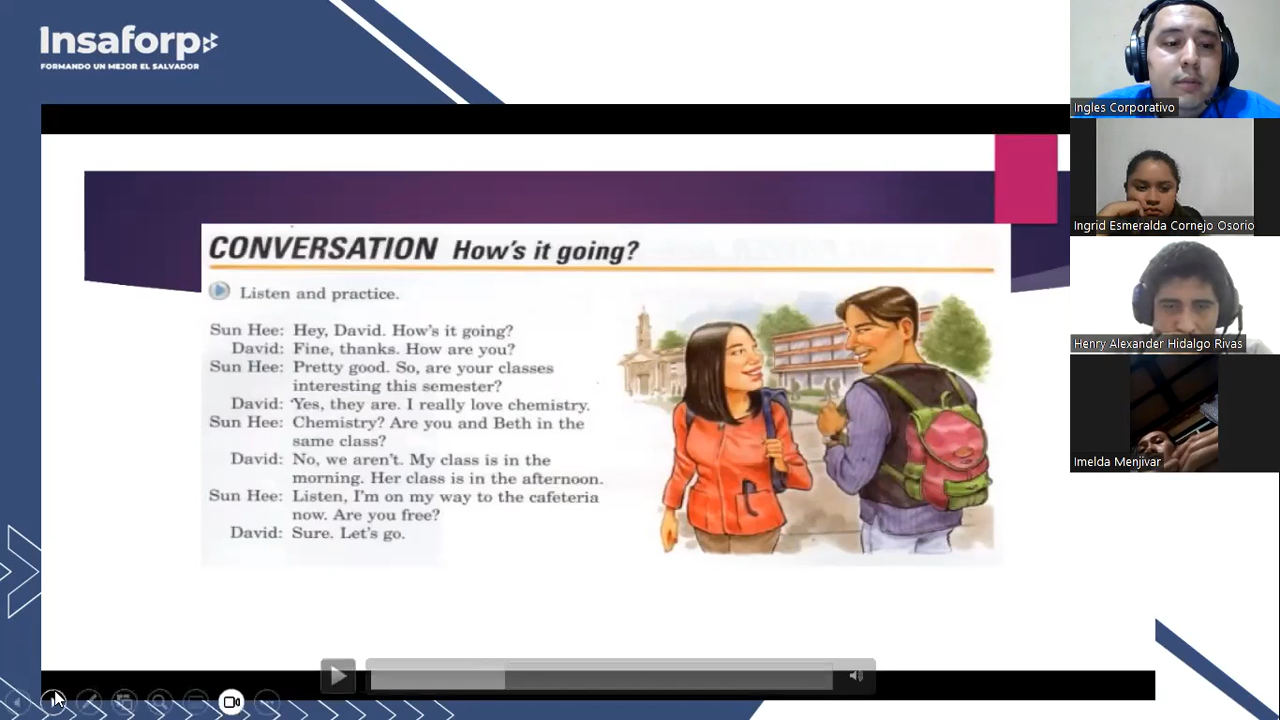 Insaforp
FORMANDO UN MEJOR EL SALVADOR
CONVERSATION How's it going?
Listen and practice.
Sun Hee: Hey, David. How's it going?
David: Fine, thanks. How are you?
Sun Hee: Pretty good. So, are your classes
interesting this semester?
David: Yes, they are. I really love chemistry.
Sun Hee: Chemistry? Are you and Beth in the
same class?
David: No, we aren't. My class is in the
morning. Her class is in the afternoon.
Sun Hee: Listen, I'm on my way to the cafeteria
now. Are you free?
David: Sure. Let's go.
Ingles Corporativo
Ingrid Esmeralda Cornejo Osorio
Henry Alexander Hidalgo Rivas
Imelda Menjivar